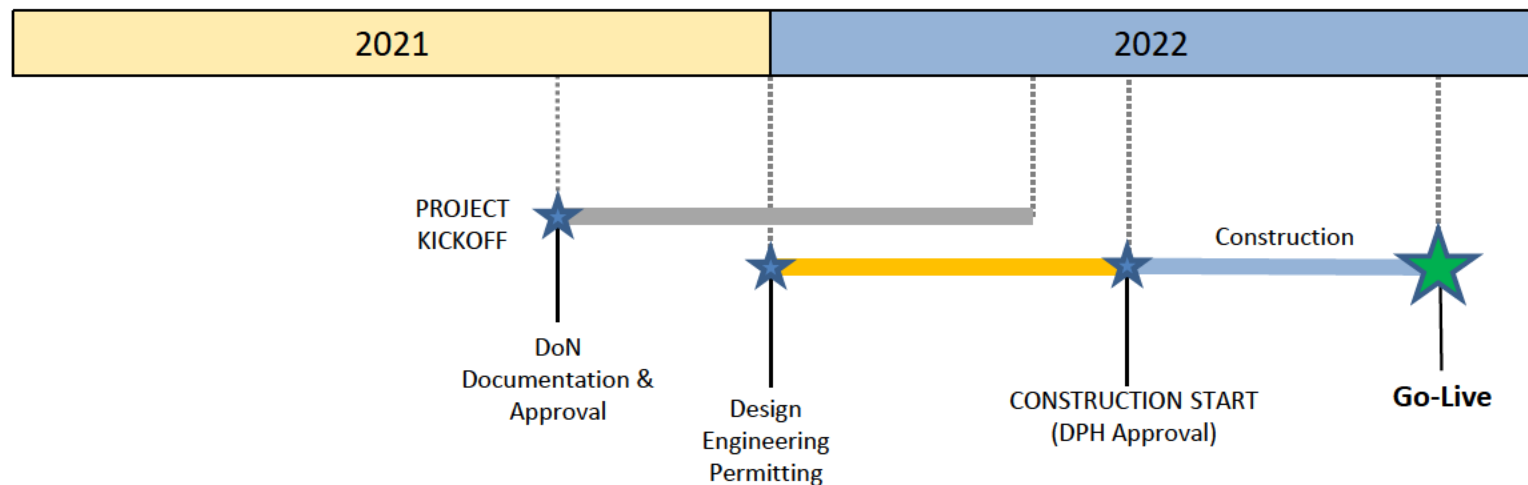 2021
2022
PROJECT
KICKOFF
Construction
DoN
Documentation &
Approval
Design
Engineering
Permitting
CONSTRUCTION START
(DPH Approval)
Go-Live